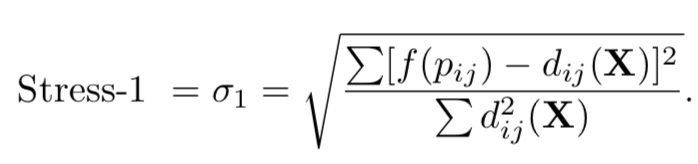 Stress-1 = σ₁ = √(∑[f(pᵢⱼ) − dᵢⱼ(𝐗)]² / ∑ d²ᵢⱼ(𝐗)).